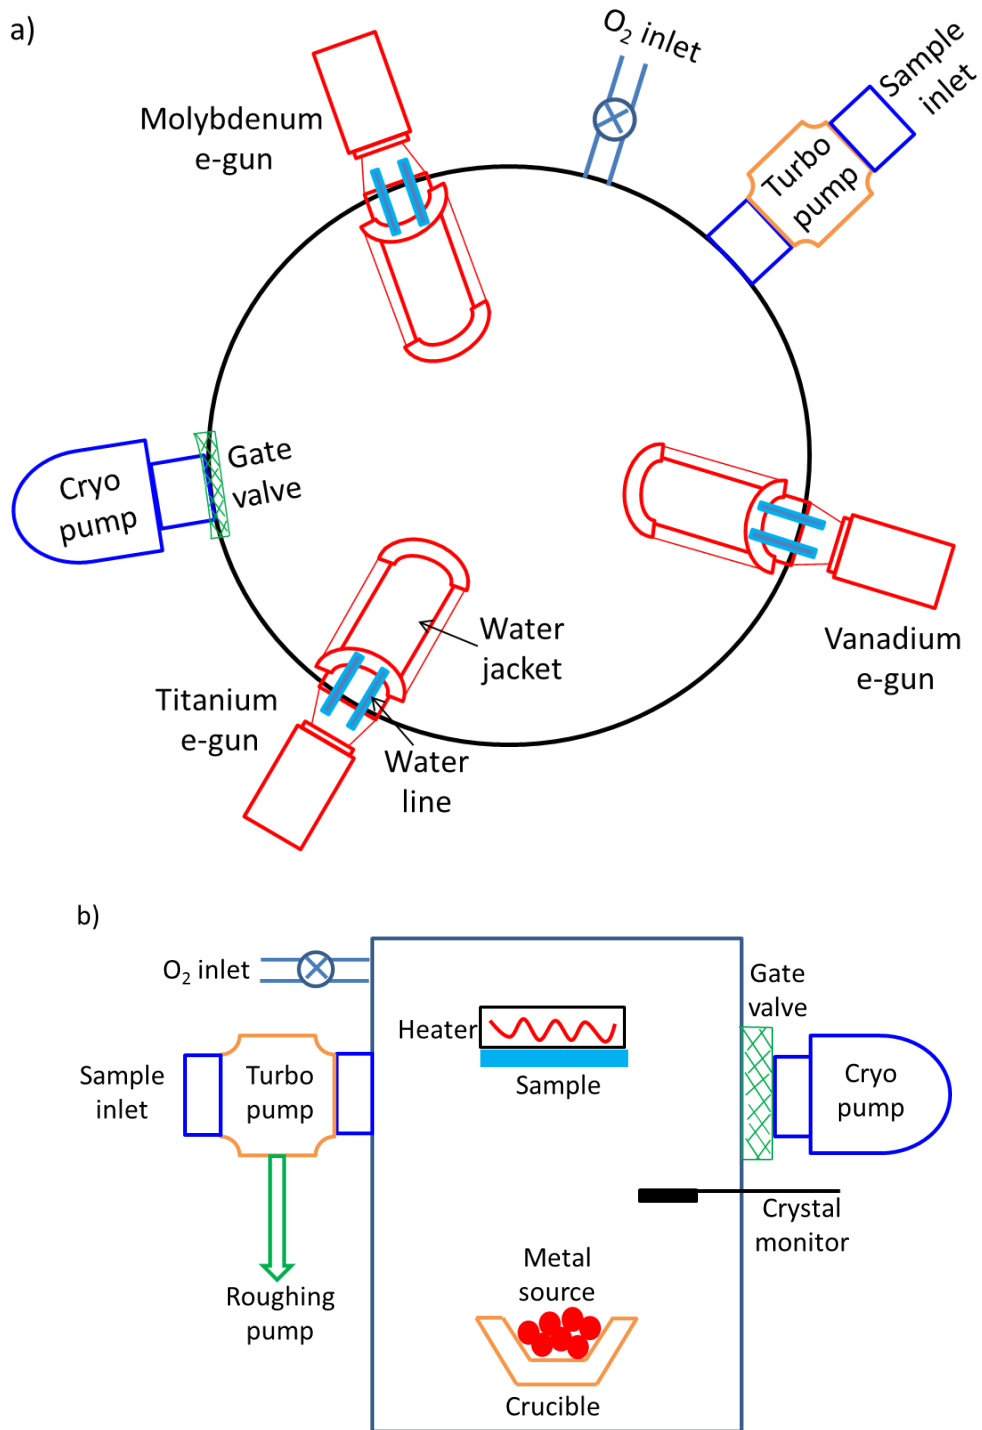 a)
O₂ inlet
Sample
inlet
Molybdenum
e-gun
Turbo
pump
Gate
valve
Cryo
pump
Water
jacket
Vanadium
e-gun
Titanium
e-gun
Water
line
b)
O₂ inlet
Gate
valve
Heater
Sample
Sample
inlet
Turbo
pump
Cryo
pump
Crystal
monitor
Metal
source
Roughing
pump
Crucible